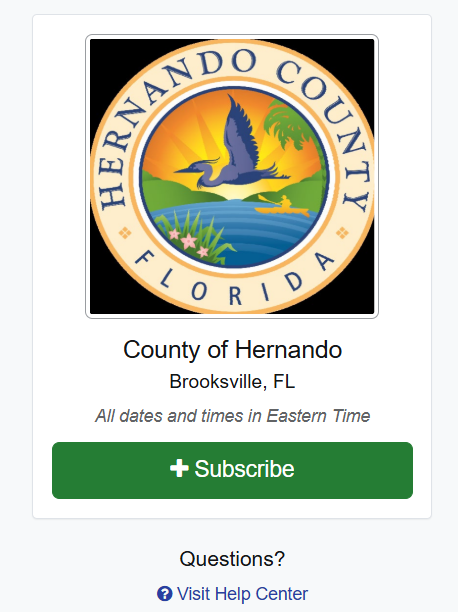 HERNANDO COUNTY
FLORIDA
County of Hernando
Brooksville, FL
All dates and times in Eastern Time
Subscribe
Questions?
Visit Help Center